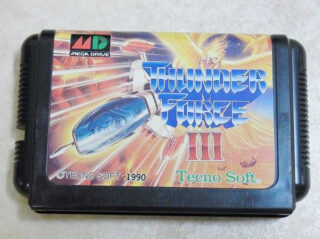 MD
MEGA DRIVE
THUNDER
FORCE
III
©TECNO SOFT 1990
Tecno Soft